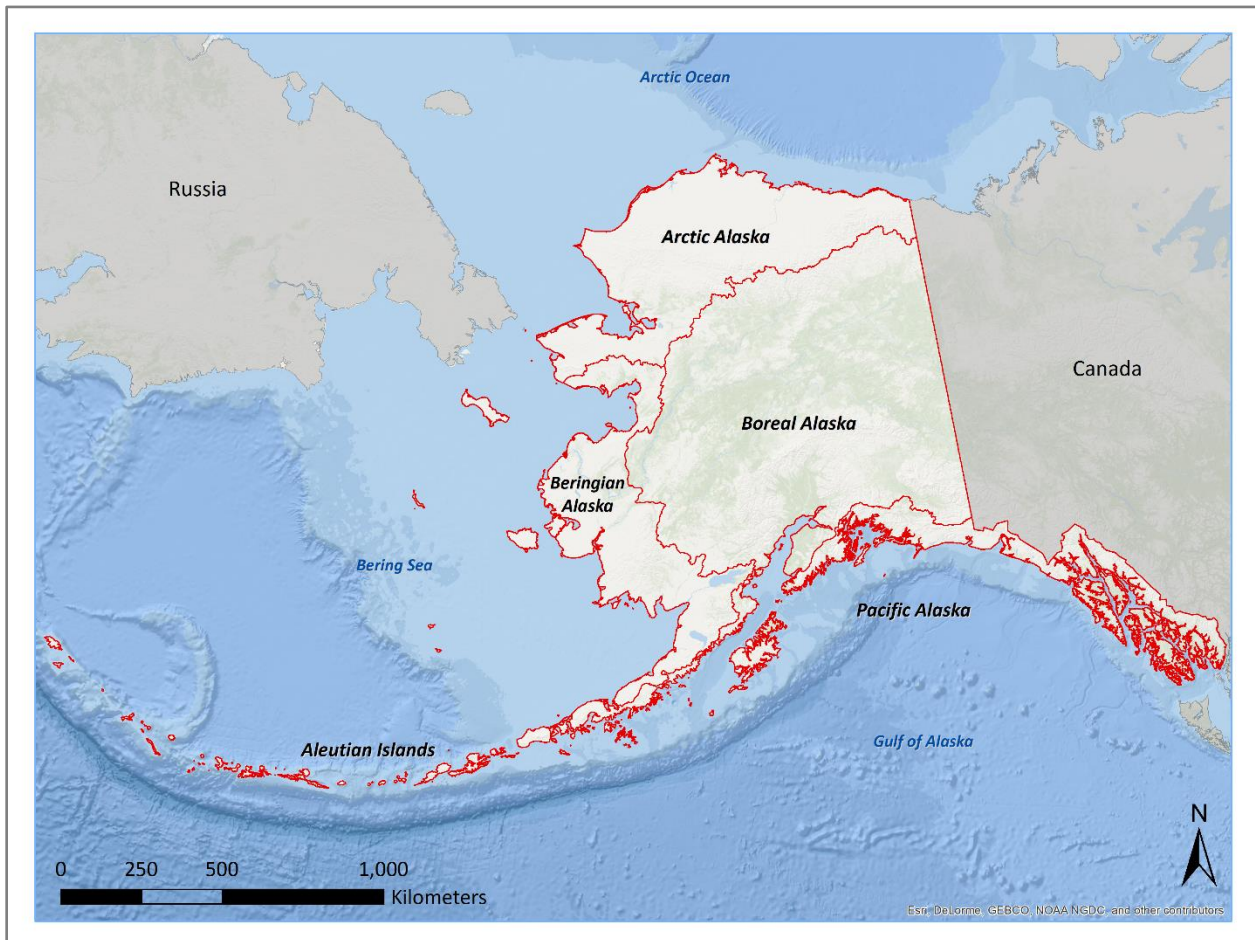 Arctic Ocean
Russia
Arctic Alaska
Canada
Boreal Alaska
Beringian
Alaska
Bering Sea
Pacific Alaska
Aleutian Islands
Gulf of Alaska
N
0 250 500 1,000
Kilometers
Esri, DeLorme, GEBCO, NOAA NGDC, and other contributors